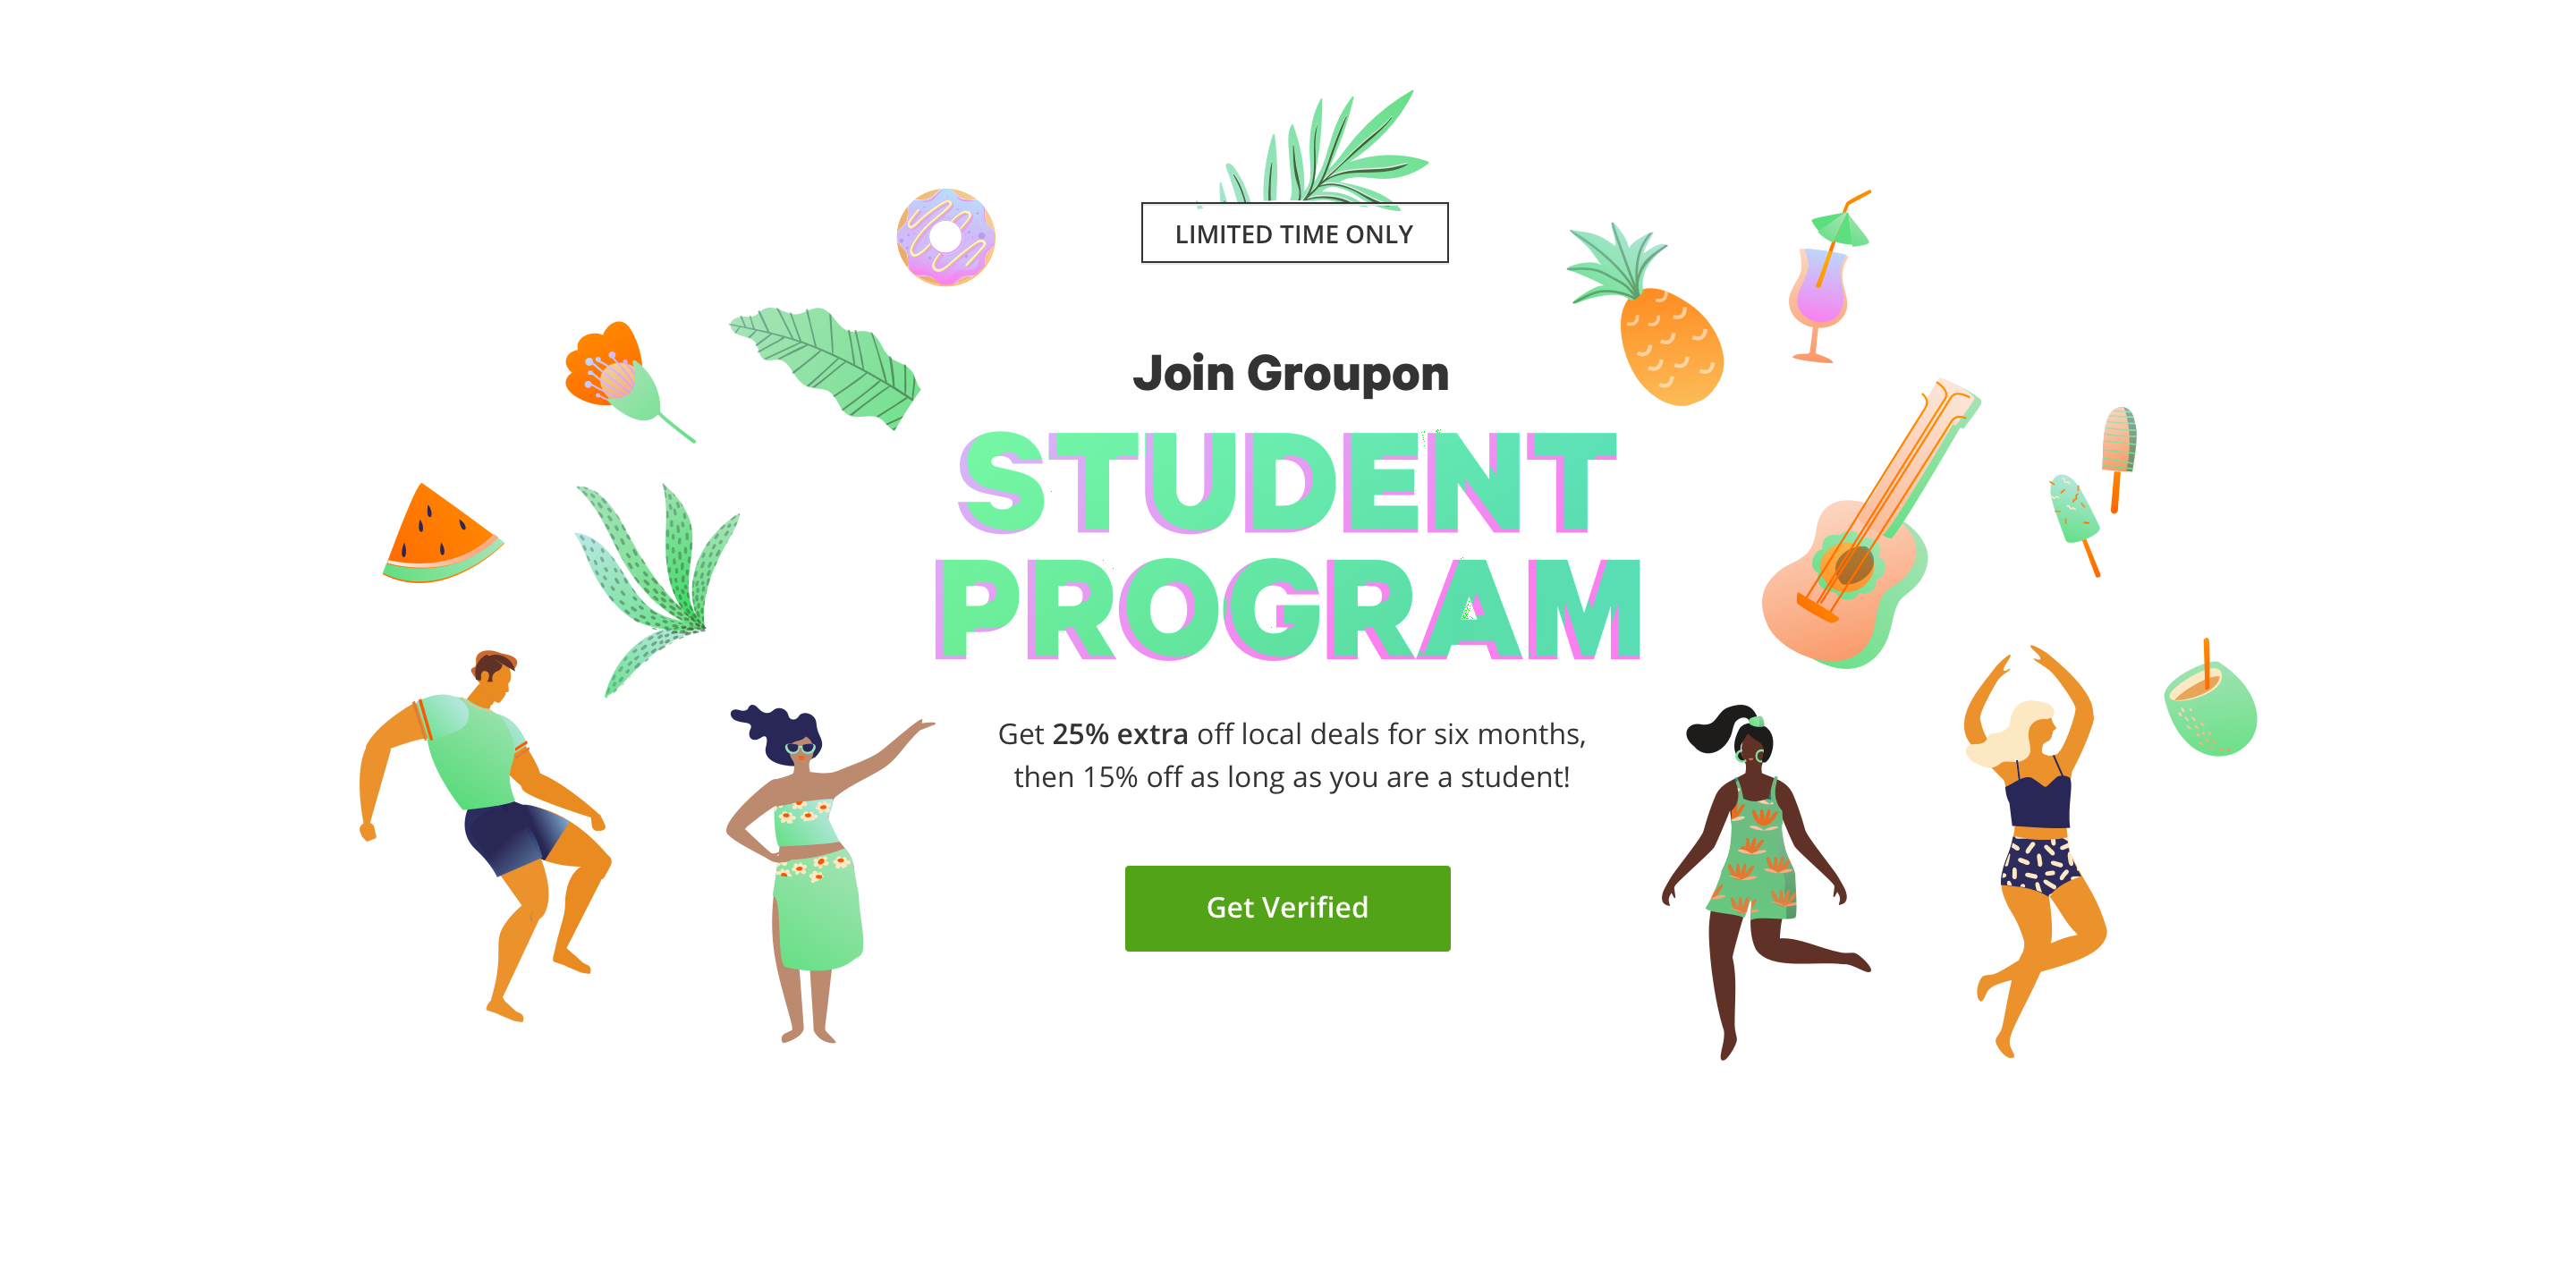 LIMITED TIME ONLY
Join Groupon
STUDENT
PROGRAM
Get 25% extra off local deals for six months,
then 15% off as long as you are a student!
Get Verified